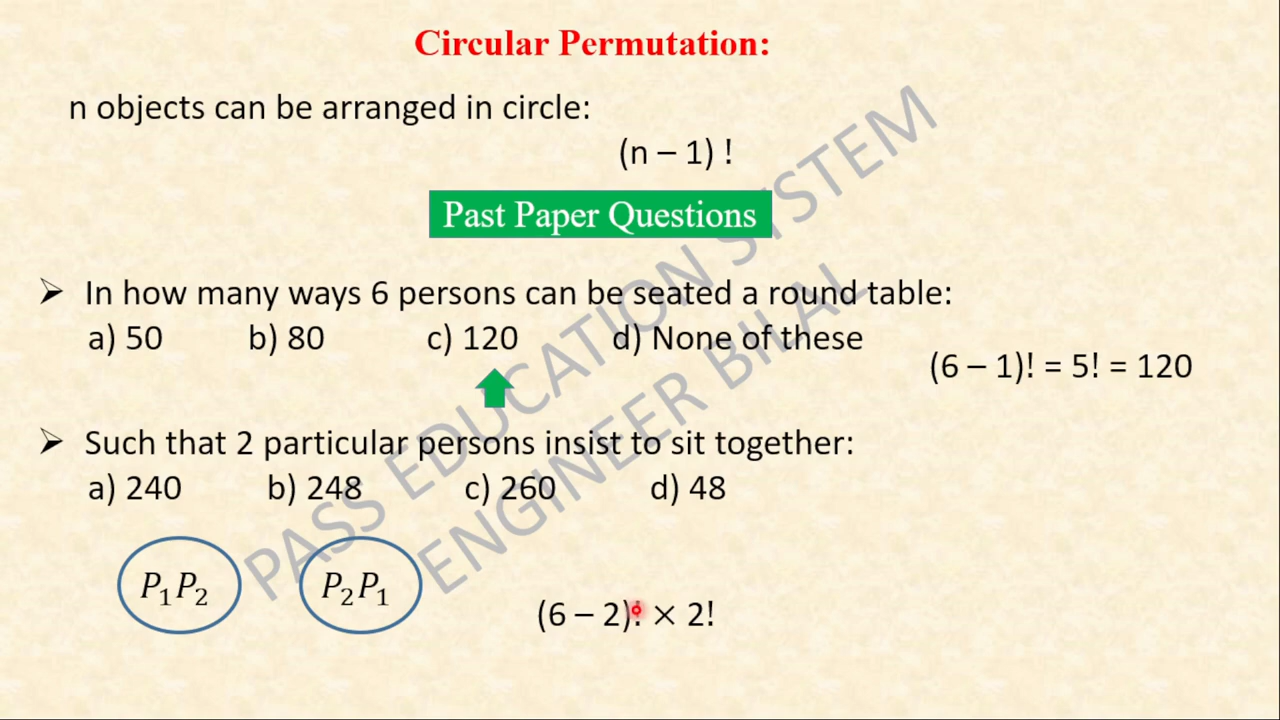 Circular Permutation:
n objects can be arranged in circle:
(n – 1) !
Past Paper Questions
➢ In how many ways 6 persons can be seated a round table:
a) 50 b) 80 c) 120 d) None of these
(6 – 1)! = 5! = 120
➢ Such that 2 particular persons insist to sit together:
a) 240 b) 248 c) 260 d) 48
P₁P₂ P₂P₁
(6 – 2)! × 2!
PASS EDUCATION SYSTEM
ENGINEER BILAL